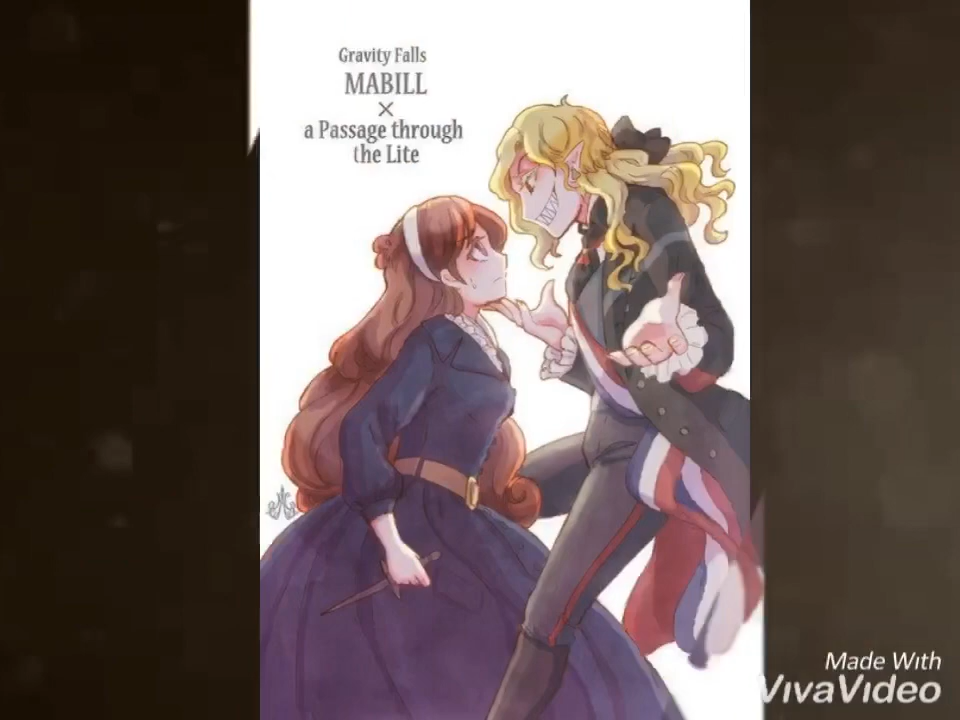 Gravity Falls
MABILL
×
a Passage through
the Lite
Made With
VivaVideo